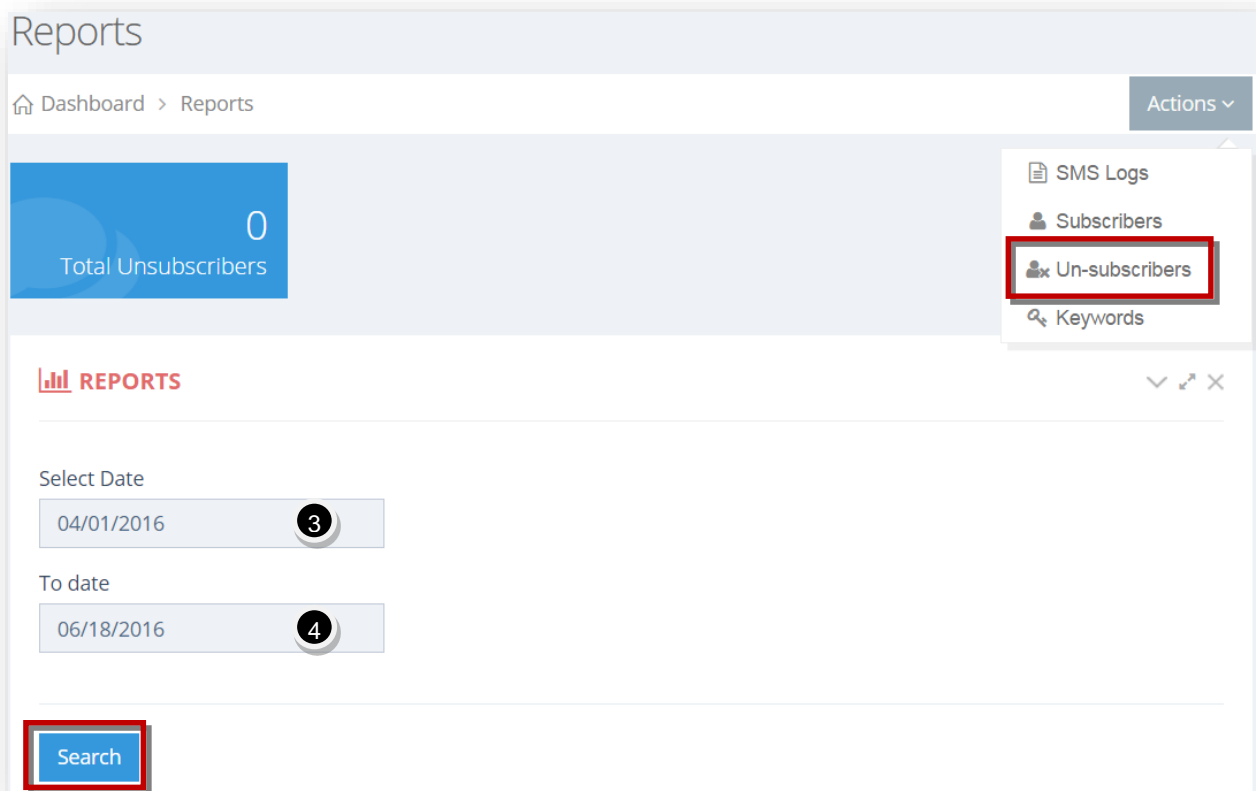 Reports
Dashboard > Reports
Actions
SMS Logs
Subscribers
Un-subscribers
Keywords
0
Total Unsubscribers
REPORTS
Select Date
04/01/2016
3
To date
06/18/2016
4
Search